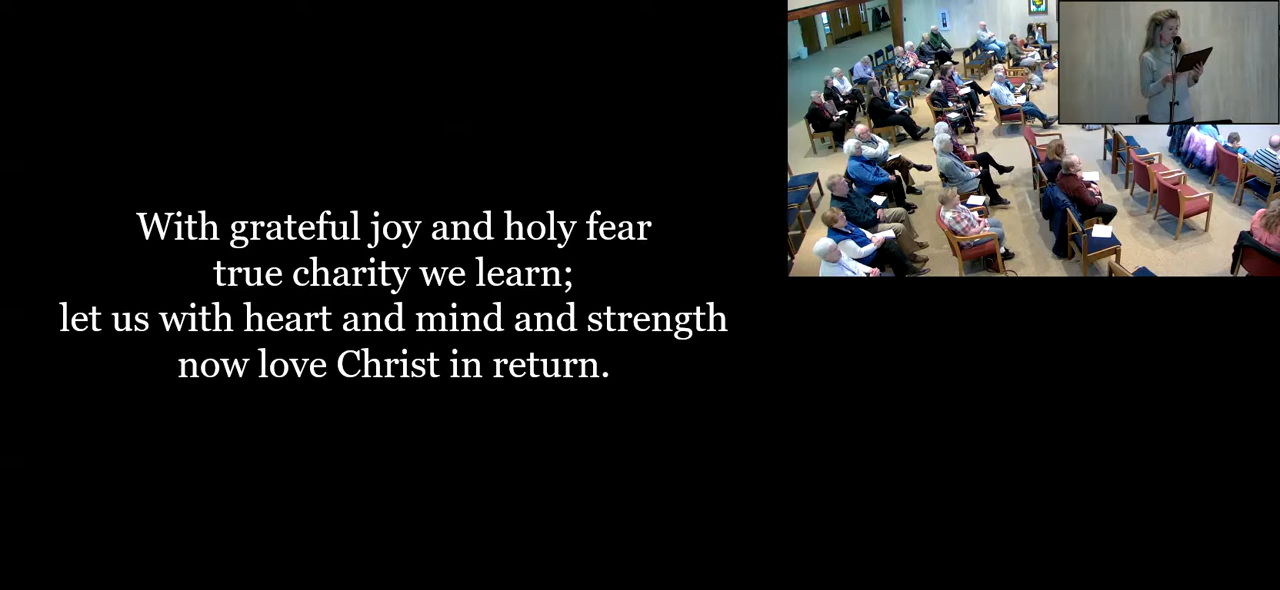 With grateful joy and holy fear
true charity we learn;
let us with heart and mind and strength
now love Christ in return.